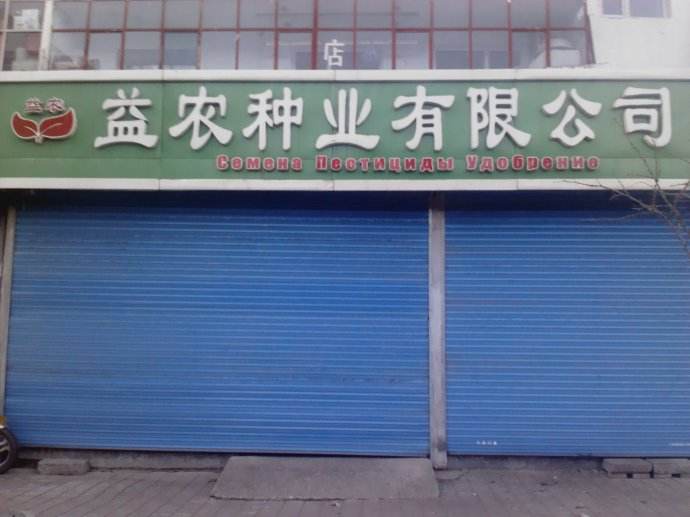 店
益农
益农种业有限公司
Семена Пестициды Удобрение